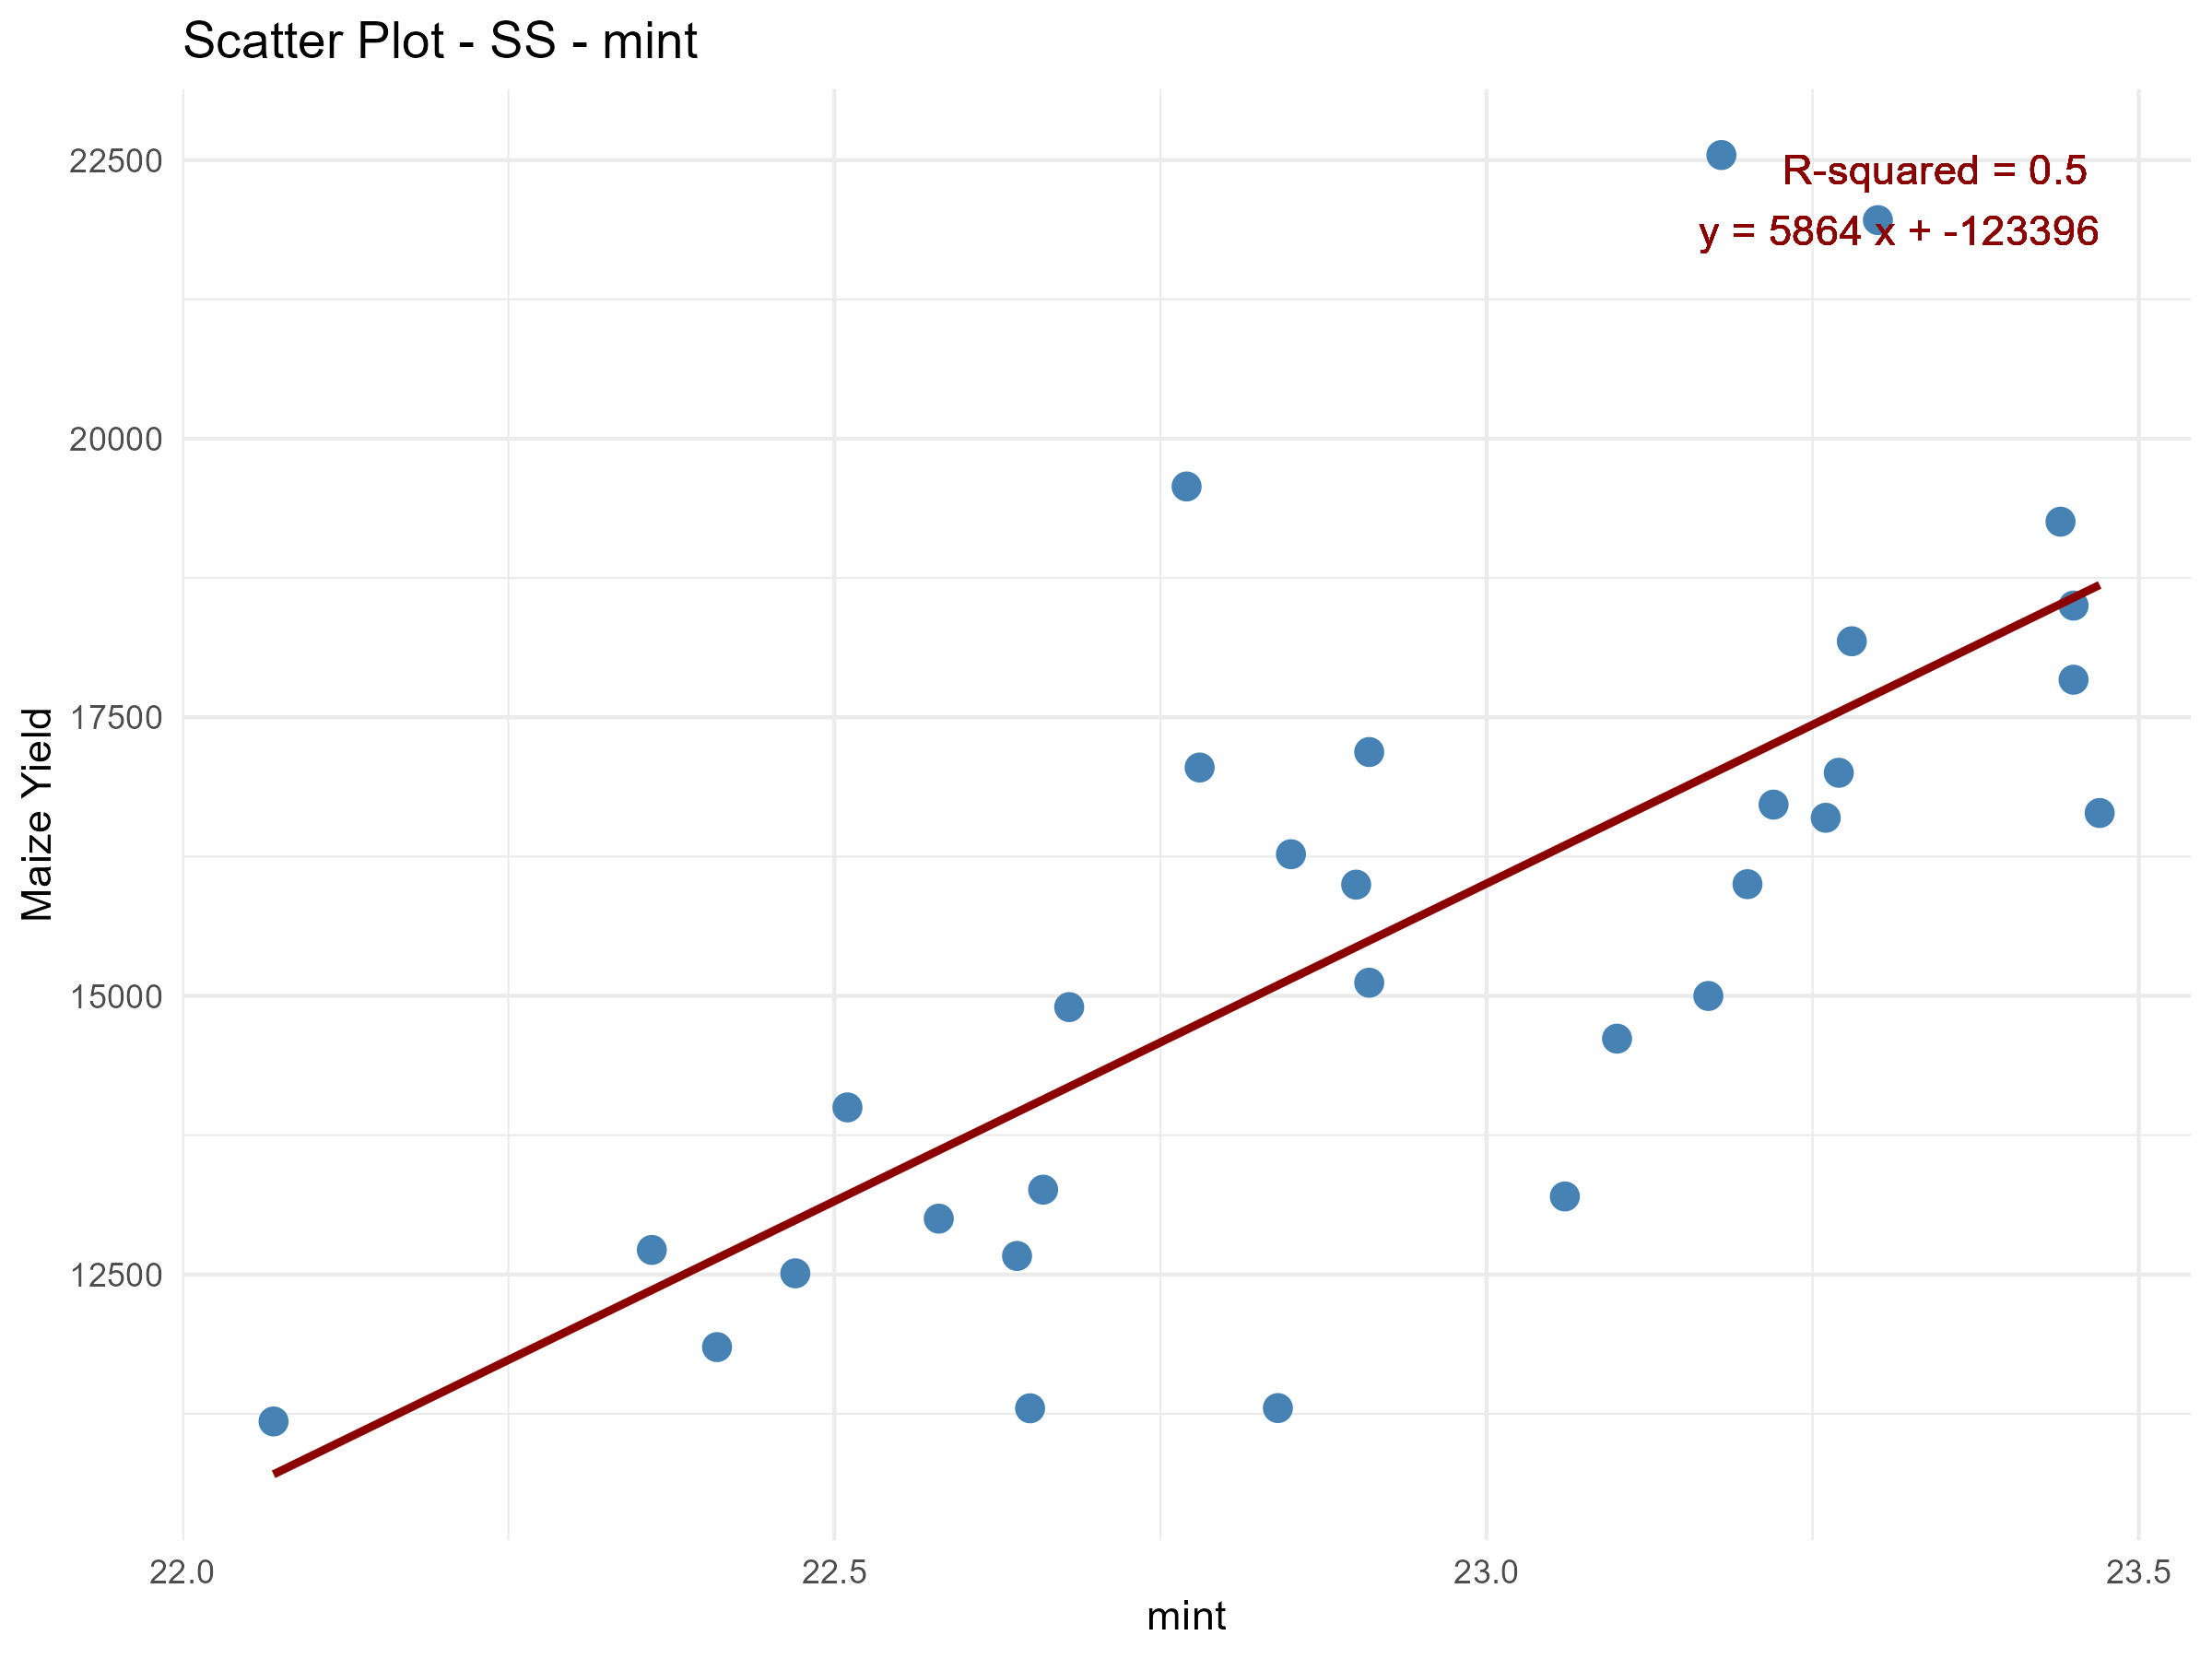 Scatter Plot - SS - mint
R-squared = 0.5
y = 5864 x + -123396
22500
20000
17500
15000
12500
Maize Yield
22.0 22.5 23.0 23.5
mint